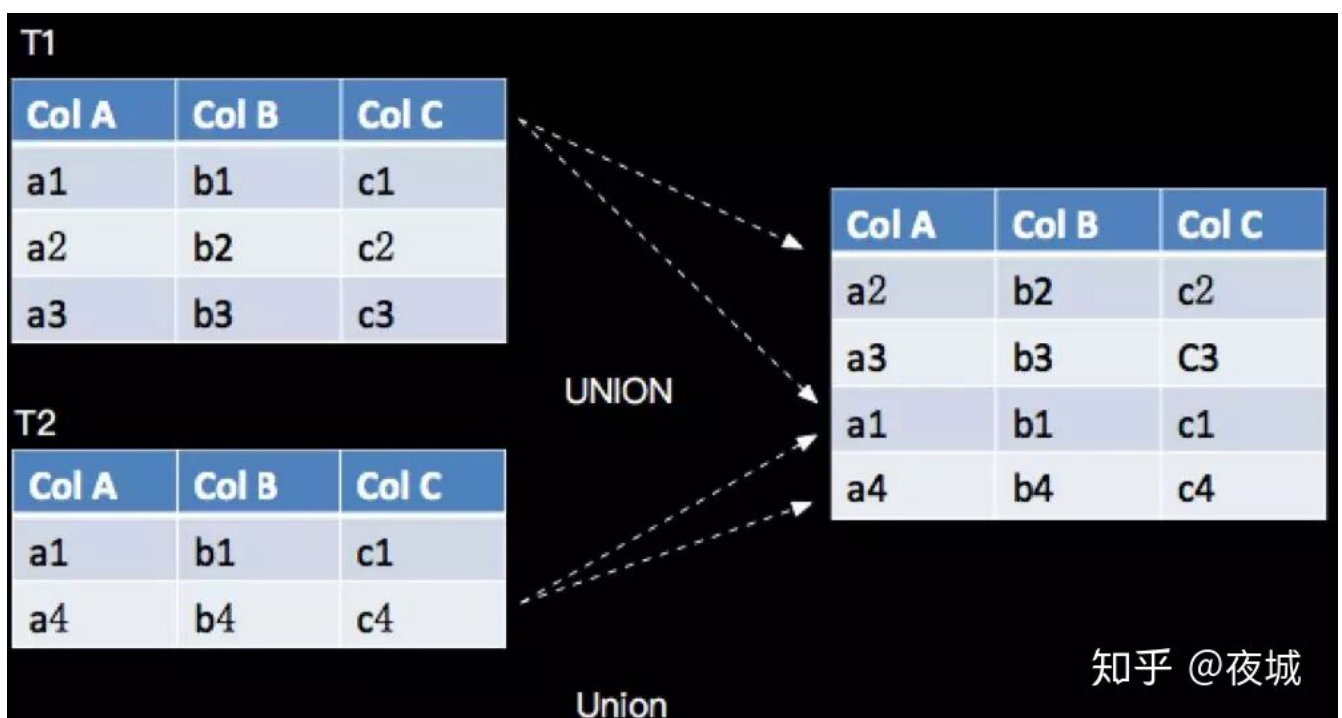 T1
Col A Col B Col C
a1 b1 c1
a2 b2 c2
a3 b3 c3
UNION
T2
Col A Col B Col C
a1 b1 c1
a4 b4 c4
Col A Col B Col C
a2 b2 c2
a3 b3 C3
a1 b1 c1
a4 b4 c4
知乎 @夜城
Union